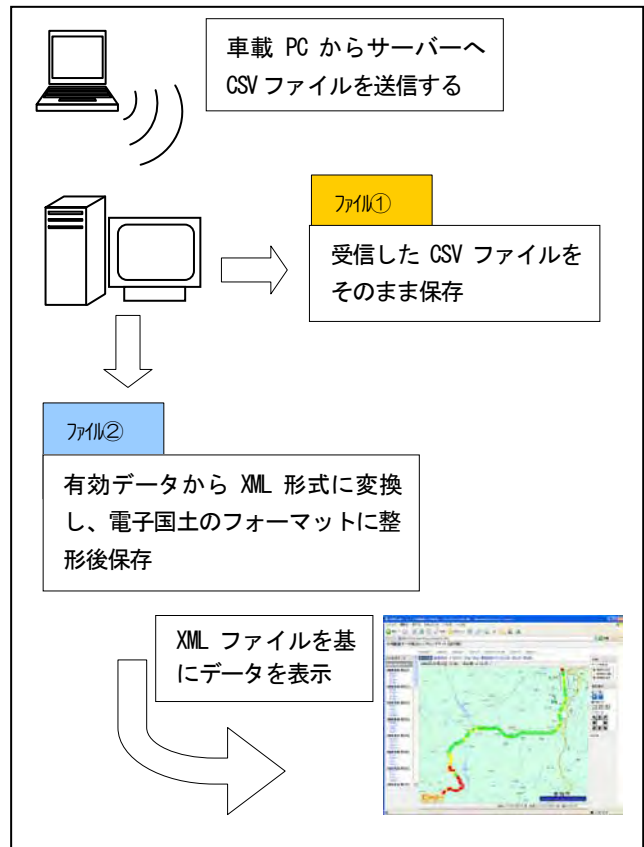 車載 PC からサーバーへ
CSV ファイルを送信する
ﾌｧｲﾙ①
受信した CSV ファイルを
そのまま保存
ﾌｧｲﾙ②
有効データから XML 形式に変換
し、電子国土のフォーマットに整
形後保存
XML ファイルを基
にデータを表示